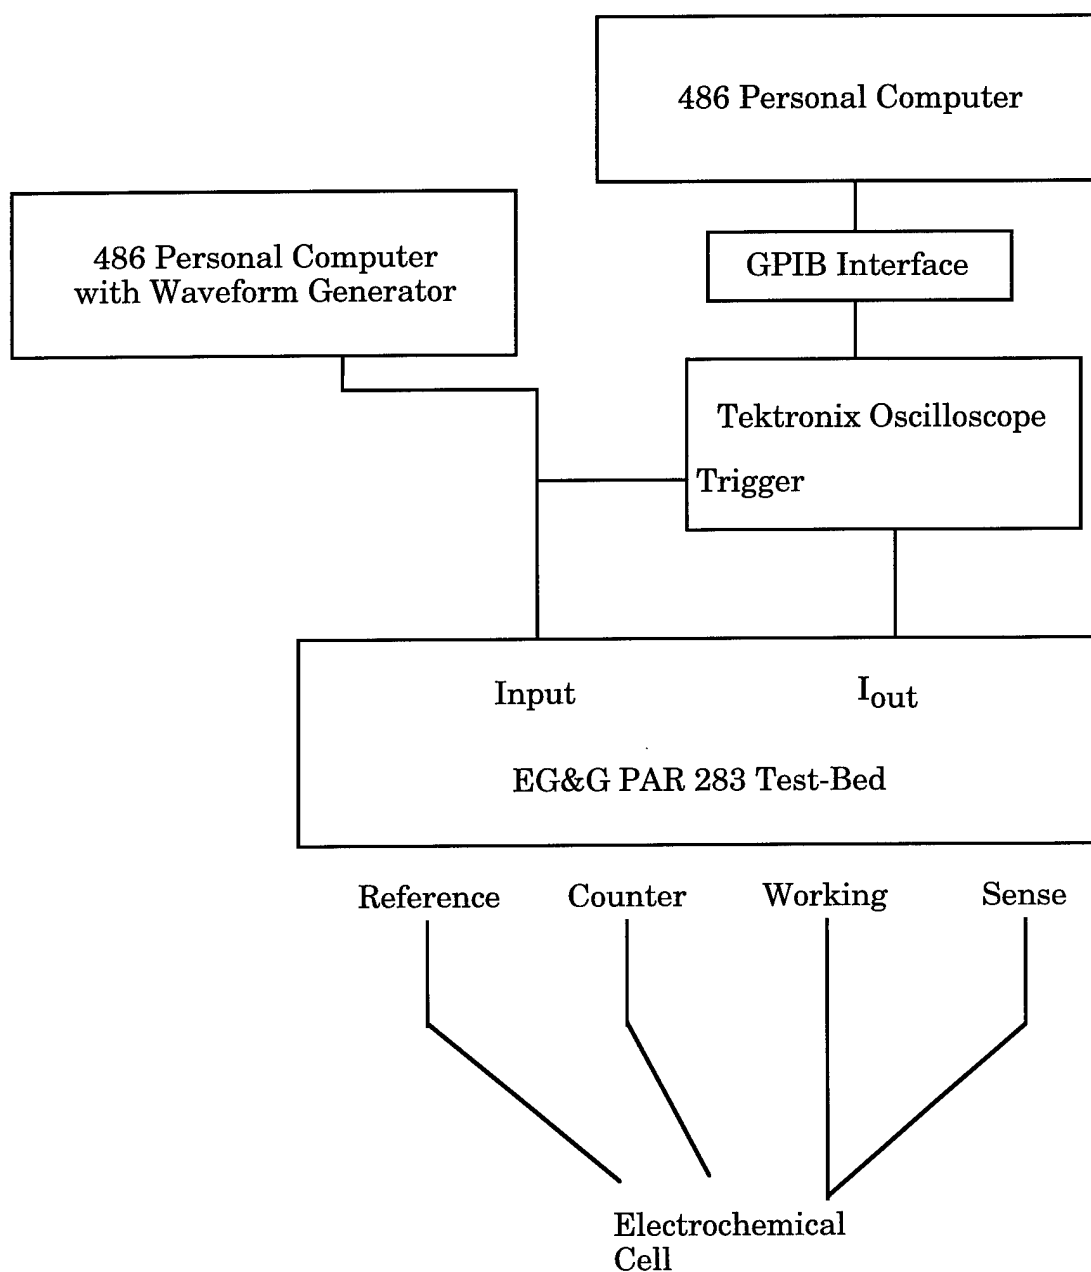 486 Personal Computer
486 Personal Computer
with Waveform Generator
GPIB Interface
Tektronix Oscilloscope
Trigger
Input
Iout
EG&G PAR 283 Test-Bed
Reference Counter Working Sense
Electrochemical
Cell